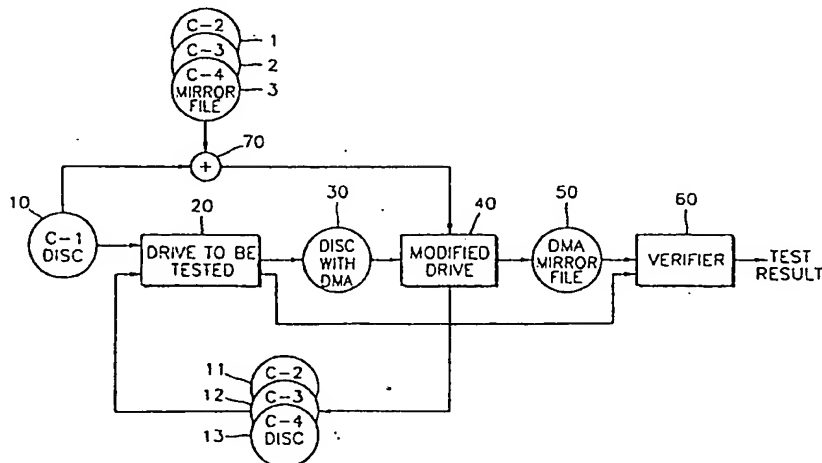 C-2
1
C-3
2
C-4
MIRROR
FILE
3
70
+
10
C-1
DISC
20
DRIVE TO BE
TESTED
30
DISC
WITH
DMA
40
MODIFIED
DRIVE
50
DMA
MIRROR
FILE
60
VERIFIER
TEST
RESULT
11
C-2
12
C-3
13
C-4
DISC